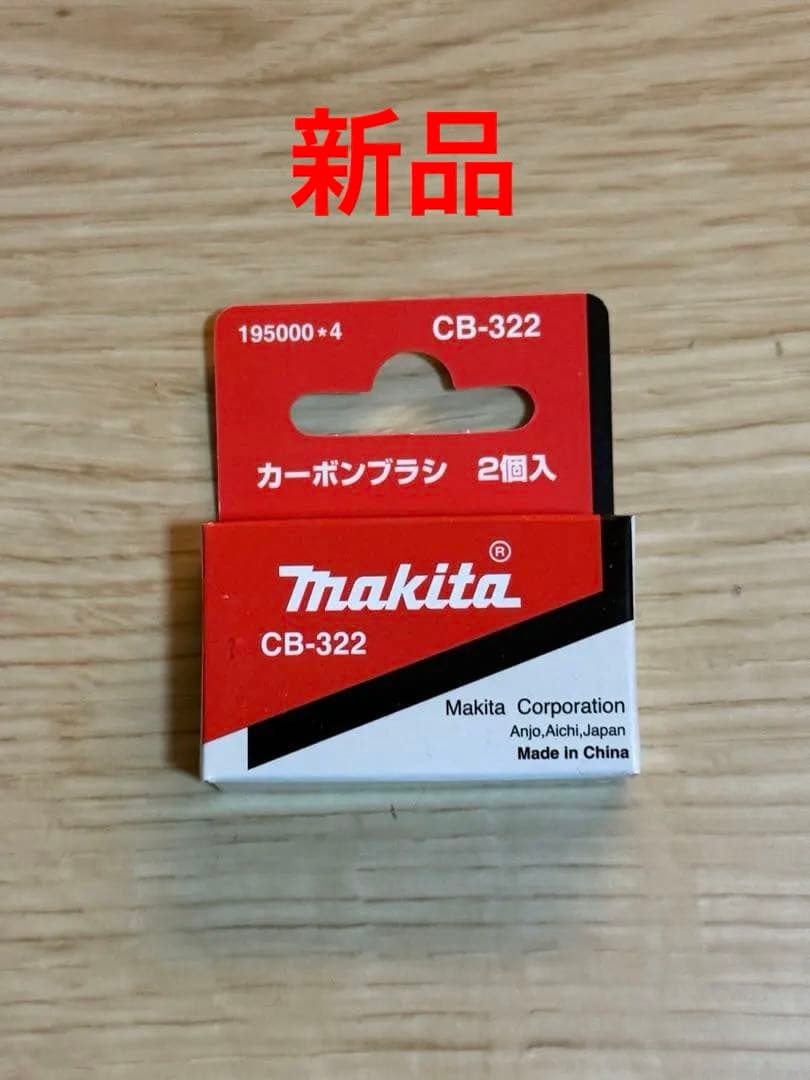 新品
195000*4 CB-322
カーボンブラシ 2個入
makita®
CB-322
Makita Corporation
Anjo,Aichi,Japan
Made in China